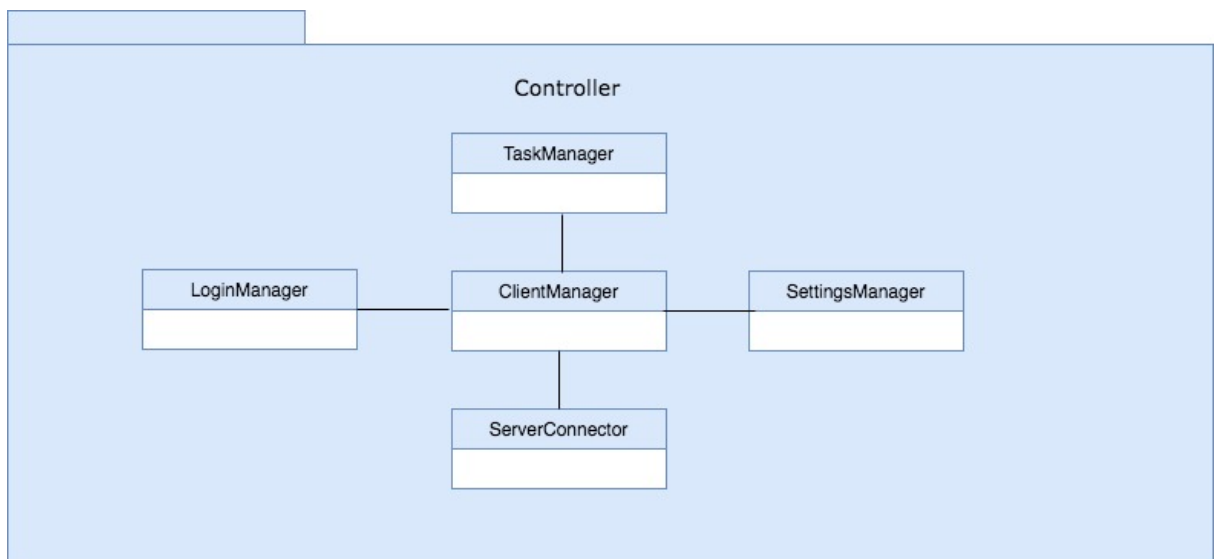 Controller
TaskManager
LoginManager
ClientManager
SettingsManager
ServerConnector